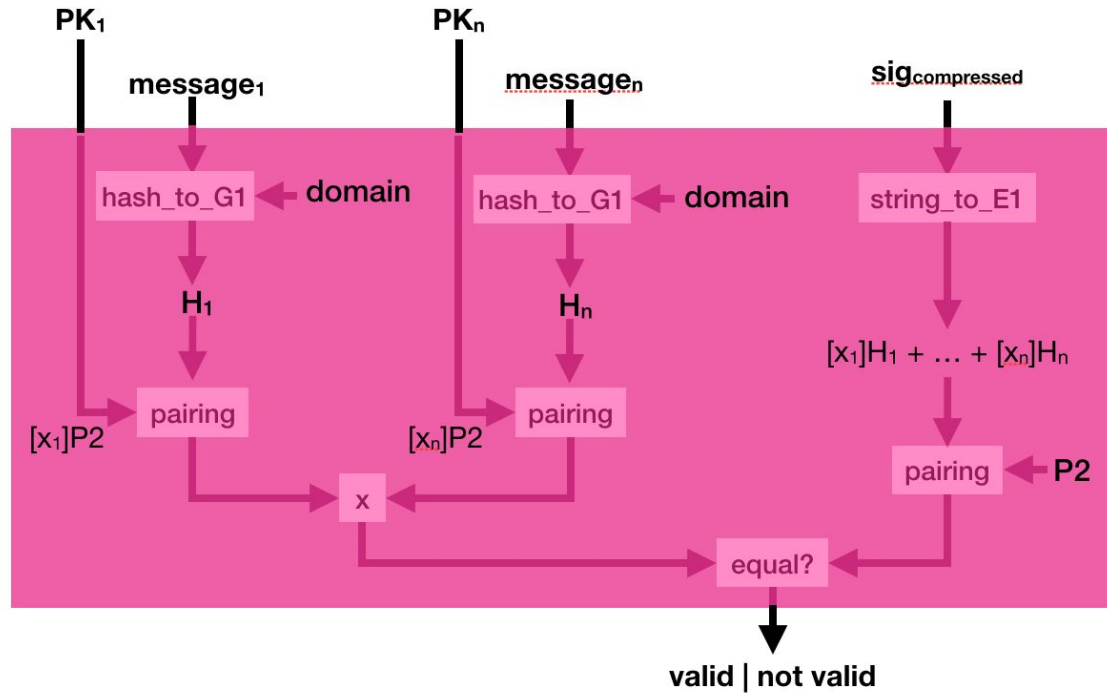 PK₁
PKₙ
message₁
messageₙ
sigcompressed
hash_to_G1
domain
hash_to_G1
domain
string_to_E1
H₁
Hₙ
[x₁]H₁ + … + [xₙ]Hₙ
pairing
pairing
[x₁]P2
[xₙ]P2
pairing
P2
x
equal?
valid | not valid